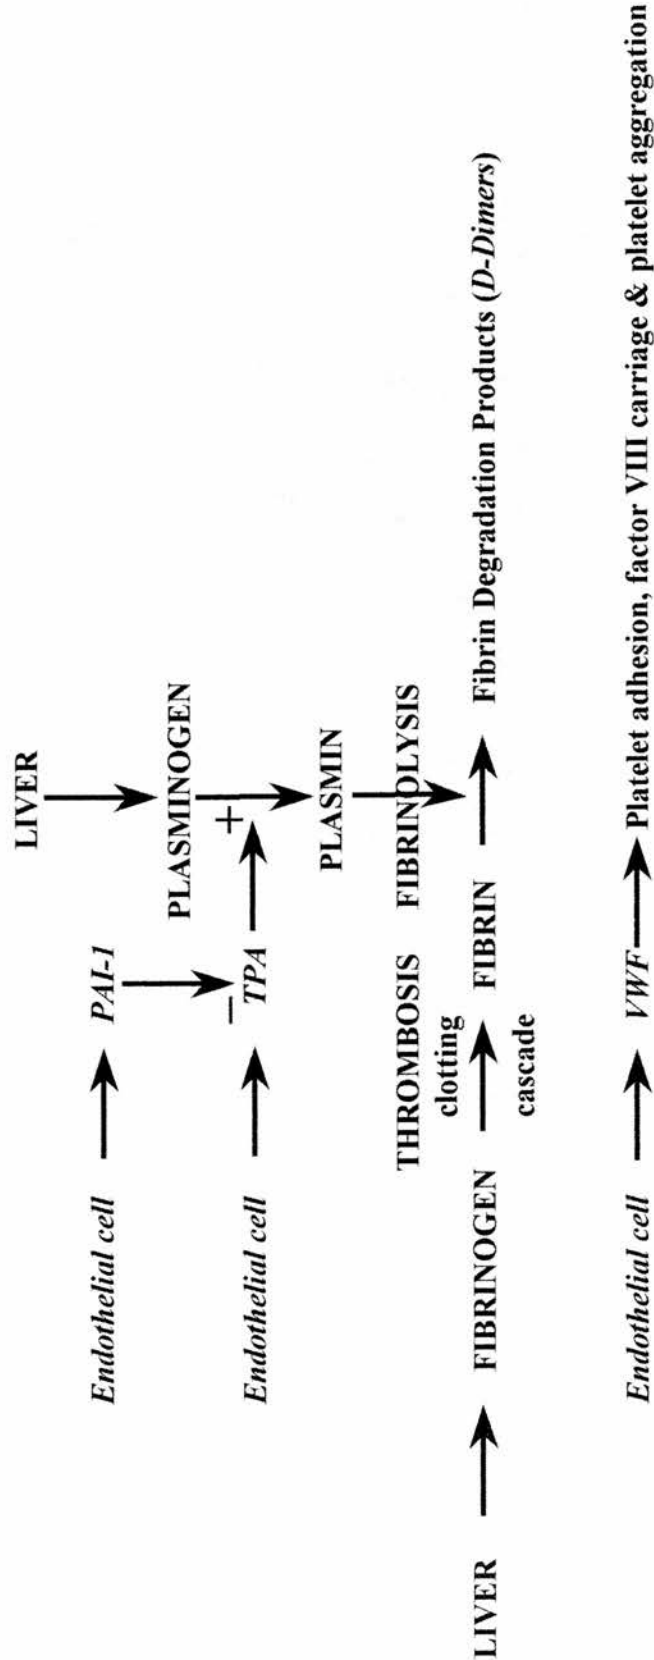 LIVER
Endothelial cell PAI-1
PLASMINOGEN
− +
Endothelial cell TPA
PLASMIN
THROMBOSIS FIBRINOLYSIS
clotting
LIVER FIBRINOGEN FIBRIN Fibrin Degradation Products (D-Dimers)
cascade
Endothelial cell VWF Platelet adhesion, factor VIII carriage & platelet aggregation